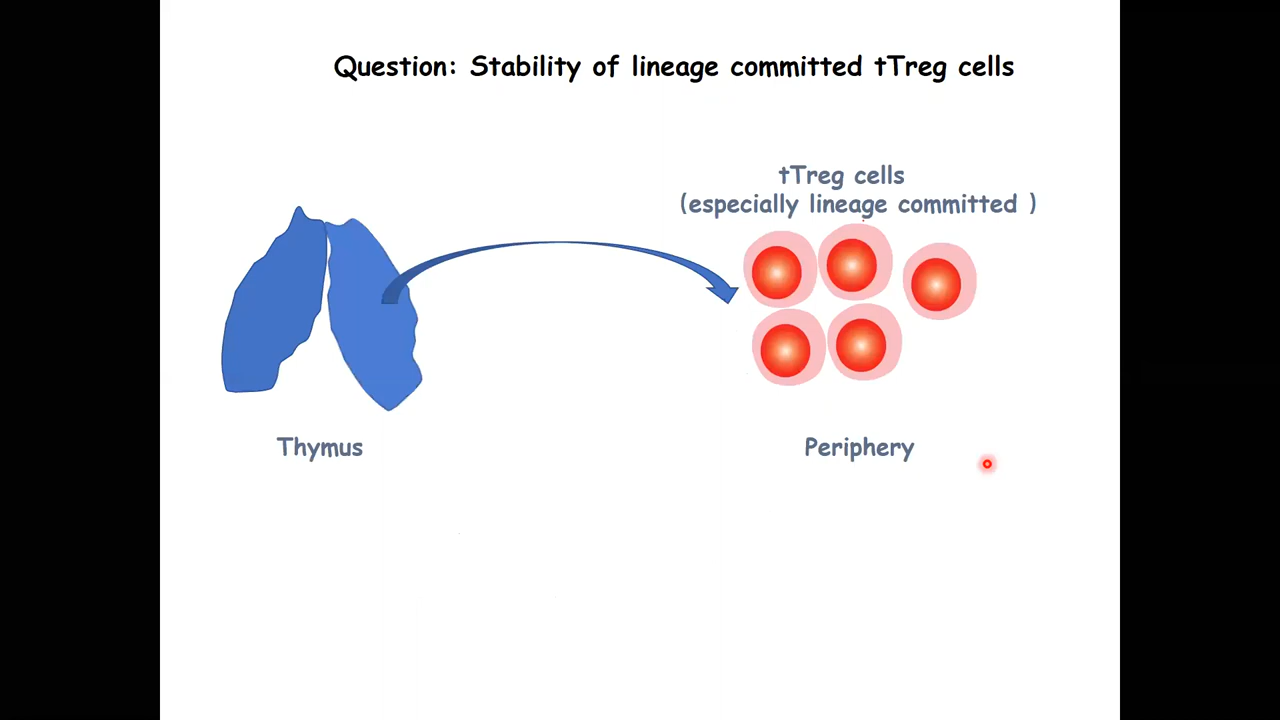 Question: Stability of lineage committed tTreg cells
tTreg cells
(especially lineage committed )
Thymus
Periphery